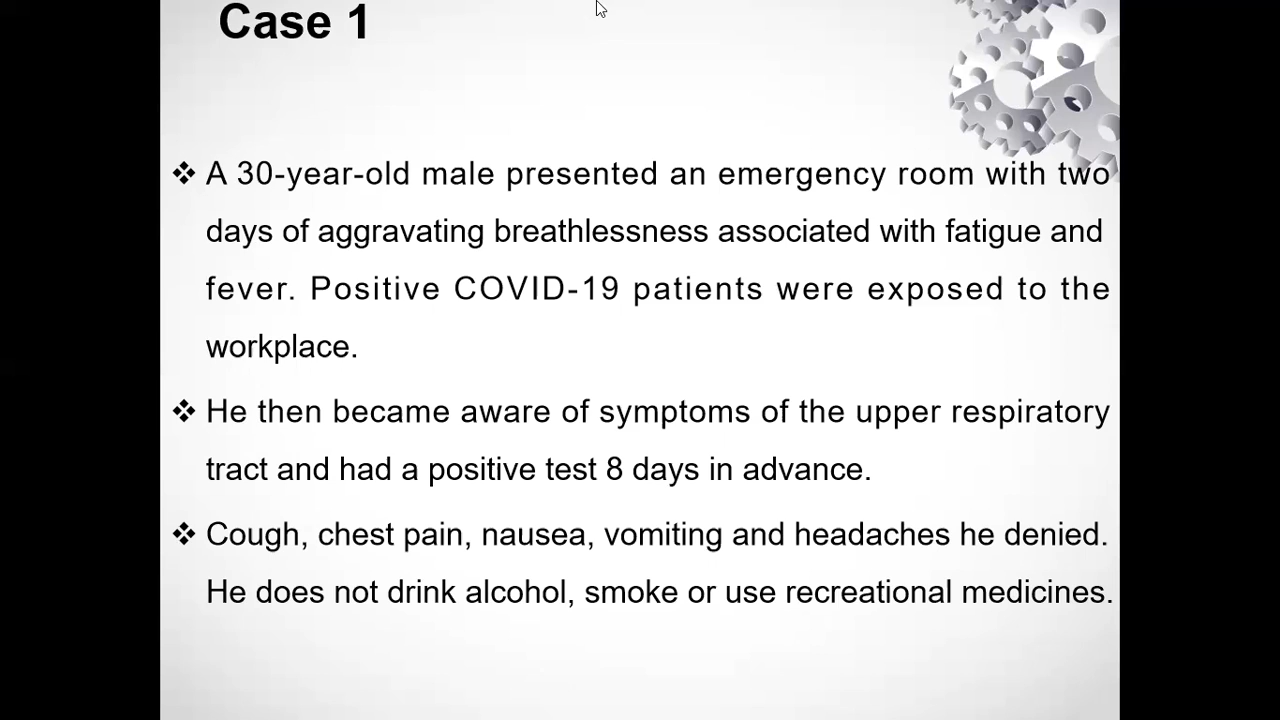 Case 1
❖ A 30-year-old male presented an emergency room with two
days of aggravating breathlessness associated with fatigue and
fever. Positive COVID-19 patients were exposed to the
workplace.
❖ He then became aware of symptoms of the upper respiratory
tract and had a positive test 8 days in advance.
❖ Cough, chest pain, nausea, vomiting and headaches he denied.
He does not drink alcohol, smoke or use recreational medicines.